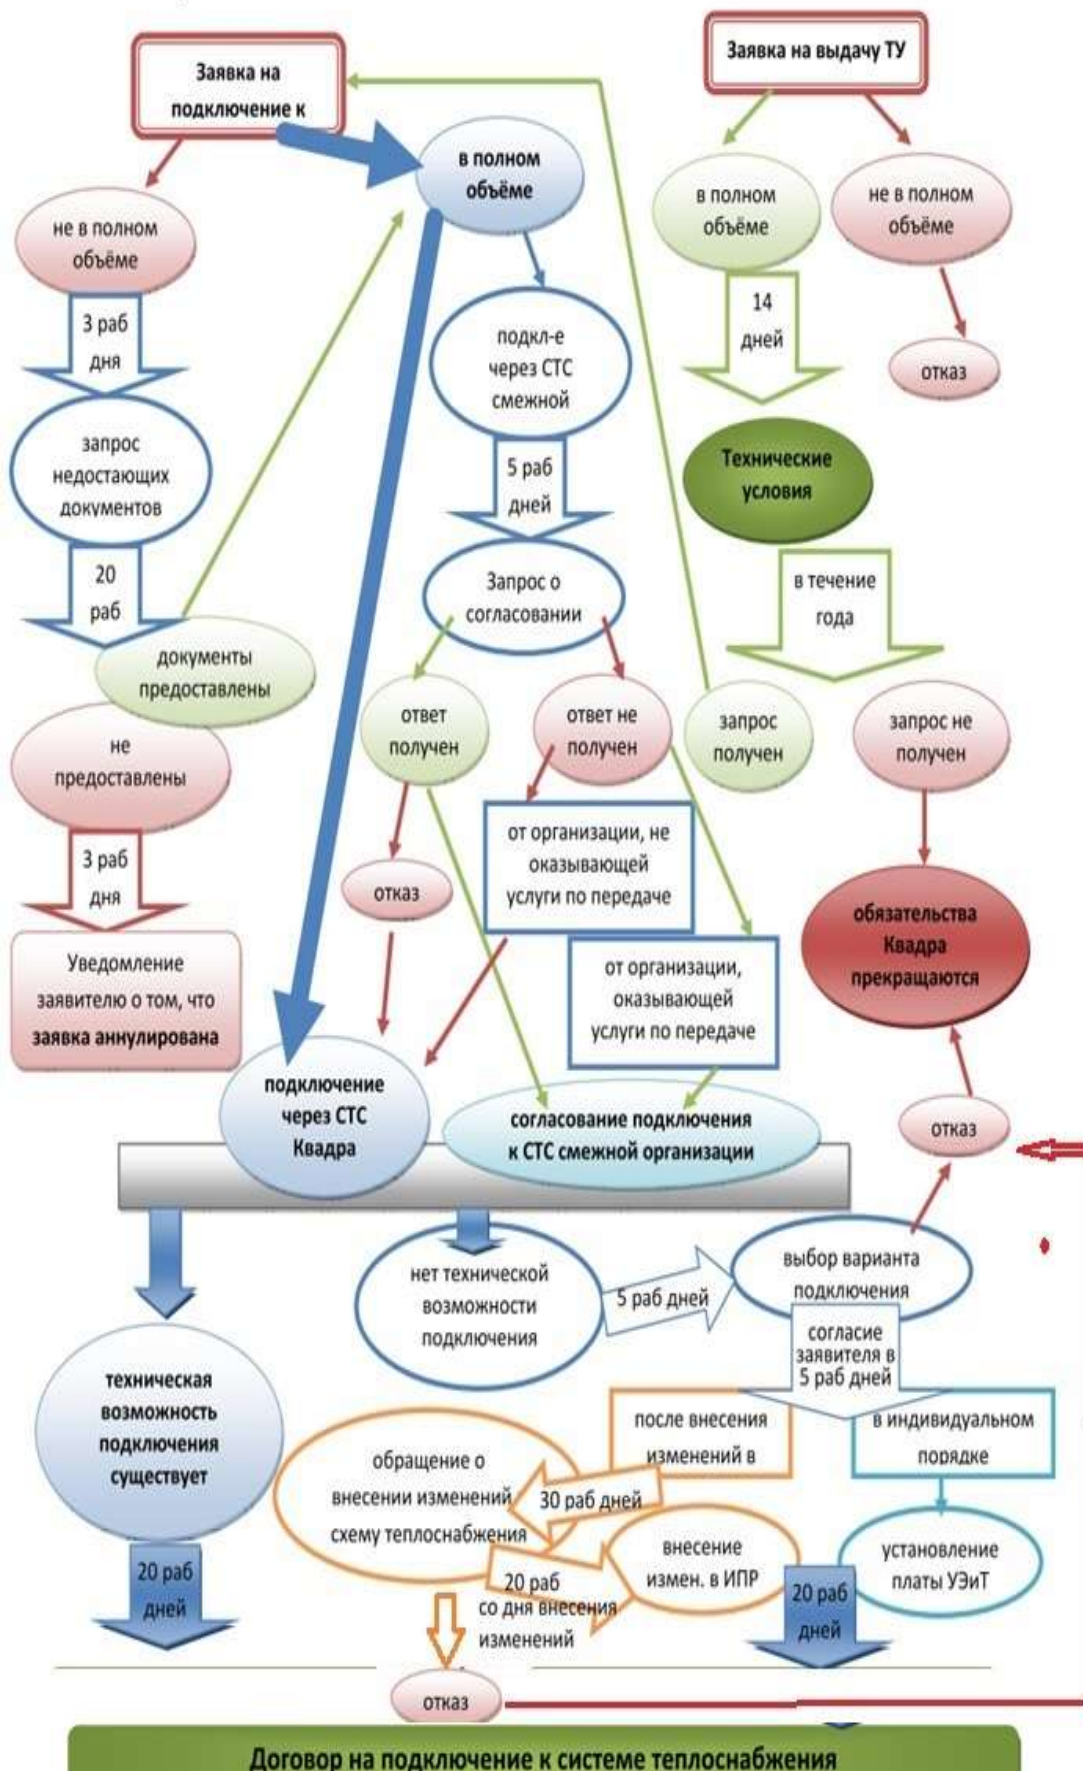 Заявка на
подключение к
Заявка на выдачу ТУ
в полном
объёме
не в полном
объёме
в полном
объёме
не в полном
объёме
3 раб
дня
подкл-е
через СТС
смежной
14
дней
отказ
запрос
недостающих
документов
5 раб
дней
Технические
условия
20
раб
Запрос о
согласовании
в течение
года
документы
предоставлены
не
предоставлены
ответ
получен
ответ не
получен
запрос
получен
запрос не
получен
3 раб
дня
отказ
от организации, не
оказывающей
услуги по передаче
обязательства
Квадра
прекращаются
Уведомление
заявителю о том, что
заявка аннулирована
от организации,
оказывающей
услуги по передаче
подключение
через СТС
Квадра
согласование подключения
к СТС смежной организации
отказ
нет технической
возможности
подключения
5 раб дней
выбор варианта
подключения
согласие
заявителя в
5 раб дней
техническая
возможность
подключения
существует
после внесения
изменений в
в индивидуальном
порядке
обращение о
внесении изменений
схему теплоснабжения
30 раб дней
внесение
измен. в ИПР
установление
платы УЭиТ
20 раб
дней
20 раб
со дня внесения
изменений
20 раб
дней
отказ
Договор на подключение к системе теплоснабжения